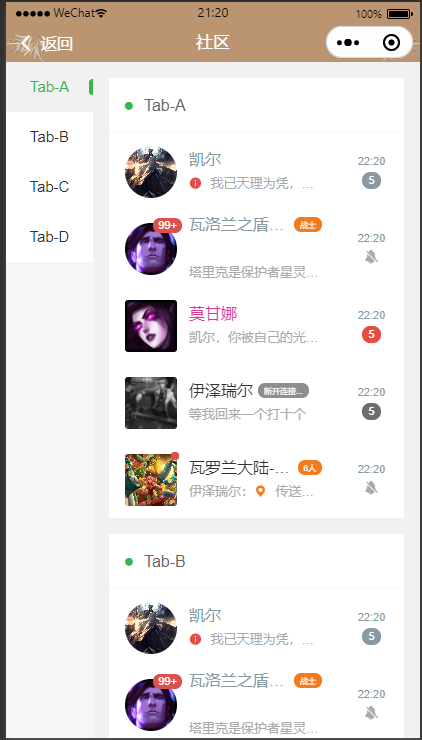 WeChat 21:20 100%
返回 社区
Tab-A
Tab-B
Tab-C
Tab-D
Tab-A
凯尔 22:20
我已天理为凭，... 5
99+ 瓦洛兰之盾... 战士 22:20
塔里克是保护者星灵...
莫甘娜 22:20
凯尔，你被自己的光... 5
伊泽瑞尔 断开连接... 22:20
等我回来一个打十个 5
瓦罗兰大陆-... 6人 22:20
伊泽瑞尔： 传送...
Tab-B
凯尔 22:20
我已天理为凭，... 5
99+ 瓦洛兰之盾... 战士 22:20
塔里克是保护者星灵...